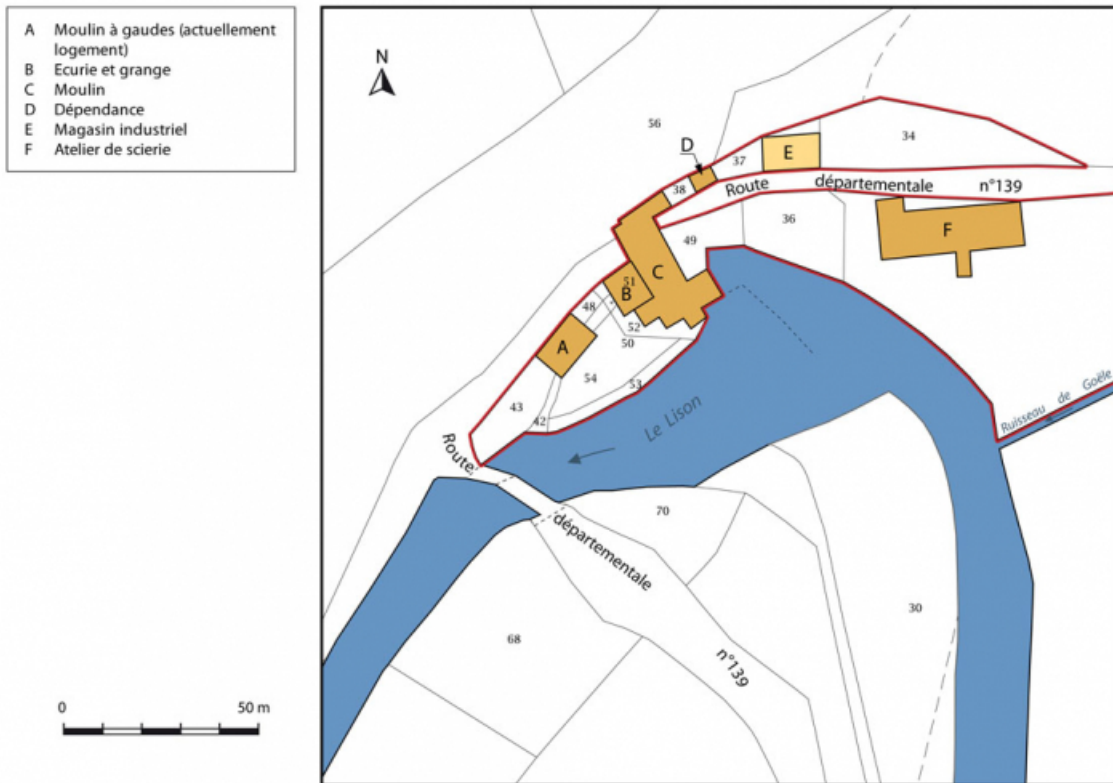 A Moulin à gaudes (actuellement
logement)
B Ecurie et grange
C Moulin
D Dépendance
E Magasin industriel
F Atelier de scierie
N
56
34
D
37
E
38
Route départementale n°139
36
49
F
C
51
B
48
52
50
A
54
53
43
42
Le Lison
Ruisseau de Goële
Route
départementale
n°139
70
30
68
0 50 m